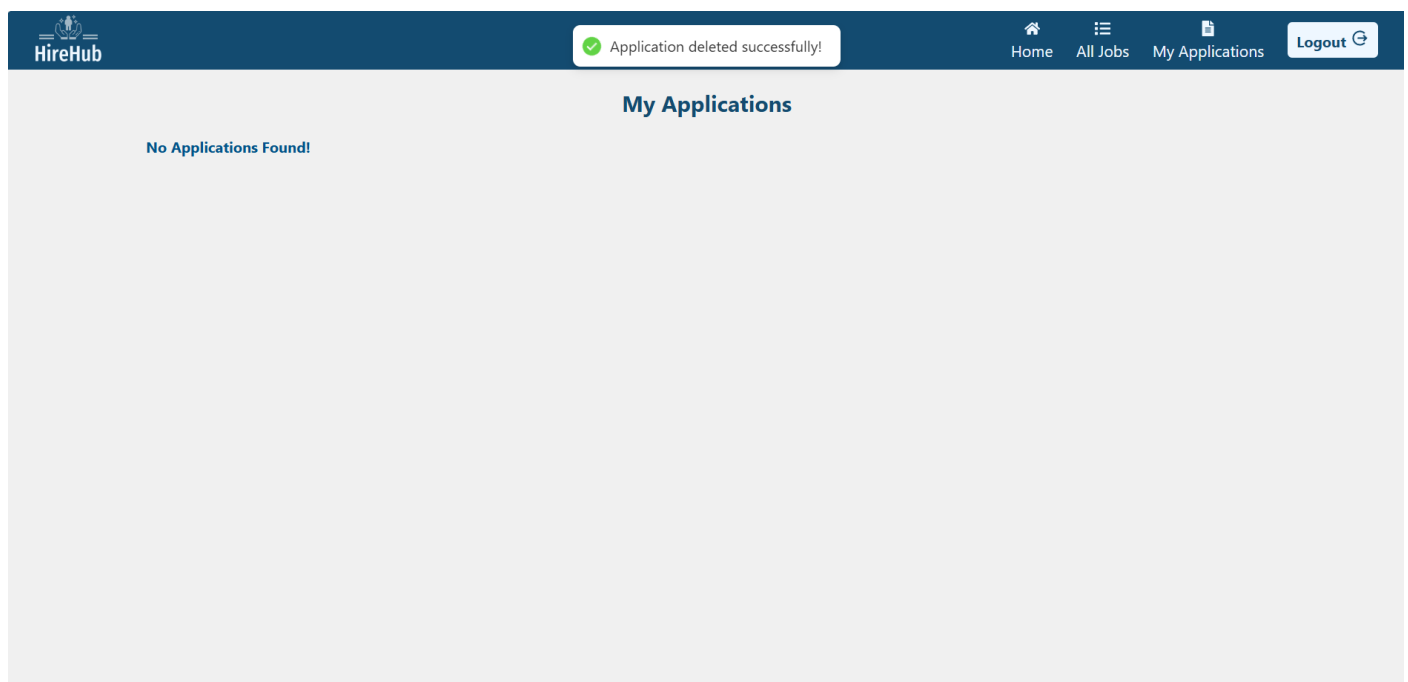 HireHub
Application deleted successfully!
Home
All Jobs
My Applications
Logout
My Applications
No Applications Found!